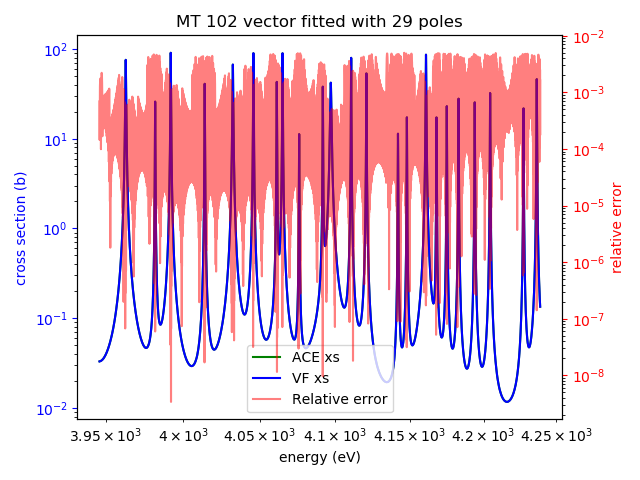 MT 102 vector fitted with 29 poles
10²
10¹
10⁰
10⁻¹
10⁻²
cross section (b)
10⁻²
10⁻³
10⁻⁴
10⁻⁵
10⁻⁶
10⁻⁷
10⁻⁸
relative error
ACE xs
VF xs
Relative error
3.95 × 10³ 4 × 10³ 4.05 × 10³ 4.1 × 10³ 4.15 × 10³ 4.2 × 10³ 4.25 × 10³
energy (eV)